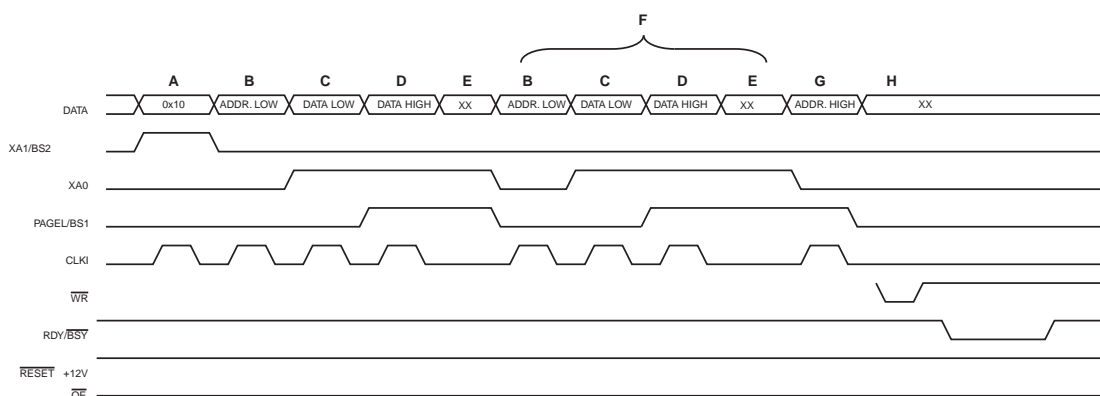 F
A B C D E B C D E G H
DATA 0x10 ADDR. LOW DATA LOW DATA HIGH XX ADDR. LOW DATA LOW DATA HIGH XX ADDR. HIGH XX
XA1/BS2
XA0
PAGEL/BS1
CLKI
WR
RDY/BSY
RESET +12V
OE